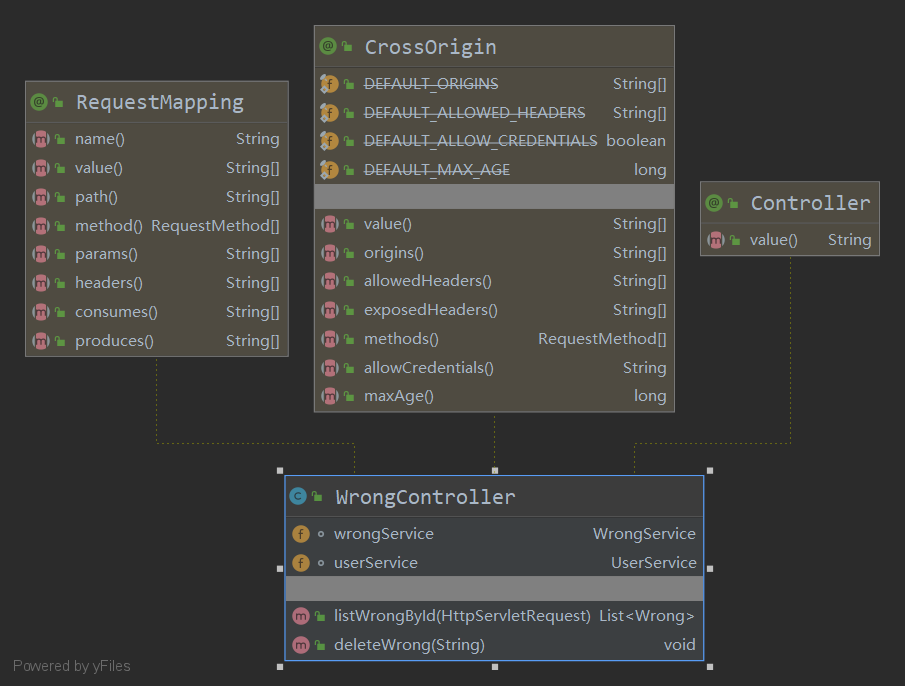 RequestMapping
name() String
value() String[]
path() String[]
method() RequestMethod[]
params() String[]
headers() String[]
consumes() String[]
produces() String[]
CrossOrigin
DEFAULT_ORIGINS String[]
DEFAULT_ALLOWED_HEADERS String[]
DEFAULT_ALLOW_CREDENTIALS boolean
DEFAULT_MAX_AGE long
value() String[]
origins() String[]
allowedHeaders() String[]
exposedHeaders() String[]
methods() RequestMethod[]
allowCredentials() String
maxAge() long
Controller
value() String
WrongController
wrongService WrongService
userService UserService
listWrongById(HttpServletRequest) List<Wrong>
deleteWrong(String) void
Powered by yFiles